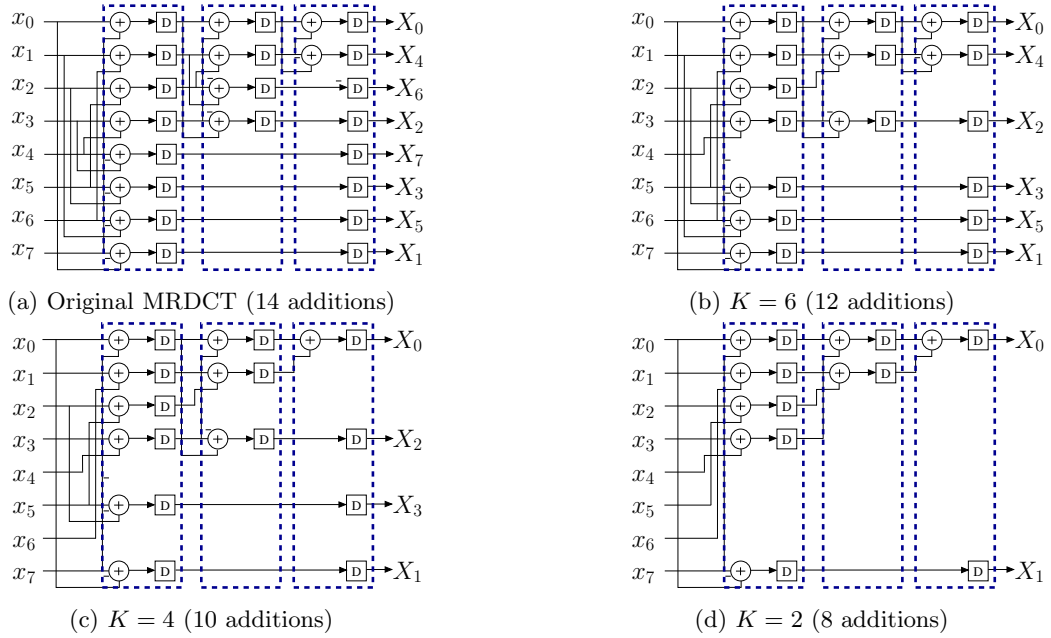 x0 + D + D + D X0
x1 + D + D + D X4
x2 + D + D D X6
x3 + D + D D X2
x4 + D D X7
x5 + D D X3
x6 + D D X5
x7 + D D X1
(a) Original MRDCT (14 additions)
x0 + D + D + D X0
x1 + D + D + D X4
x2 + D
x3 + D + D D X2
x4
x5 + D D X3
x6 + D D X5
x7 + D D X1
(b) K = 6 (12 additions)
x0 + D + D + D X0
x1 + D + D
x2 + D
x3 + D + D D X2
x4
x5 + D D X3
x6
x7 + D D X1
(c) K = 4 (10 additions)
x0 + D + D + D X0
x1 + D + D
x2 + D
x3 + D
x4
x5
x6
x7 + D D X1
(d) K = 2 (8 additions)